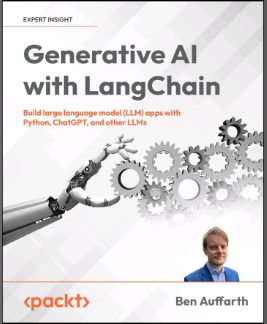 EXPERT INSIGHT
Generative AI
with LangChain
Build large language model (LLM) apps with
Python, ChatGPT, and other LLMs
<packt>
Ben Auffarth